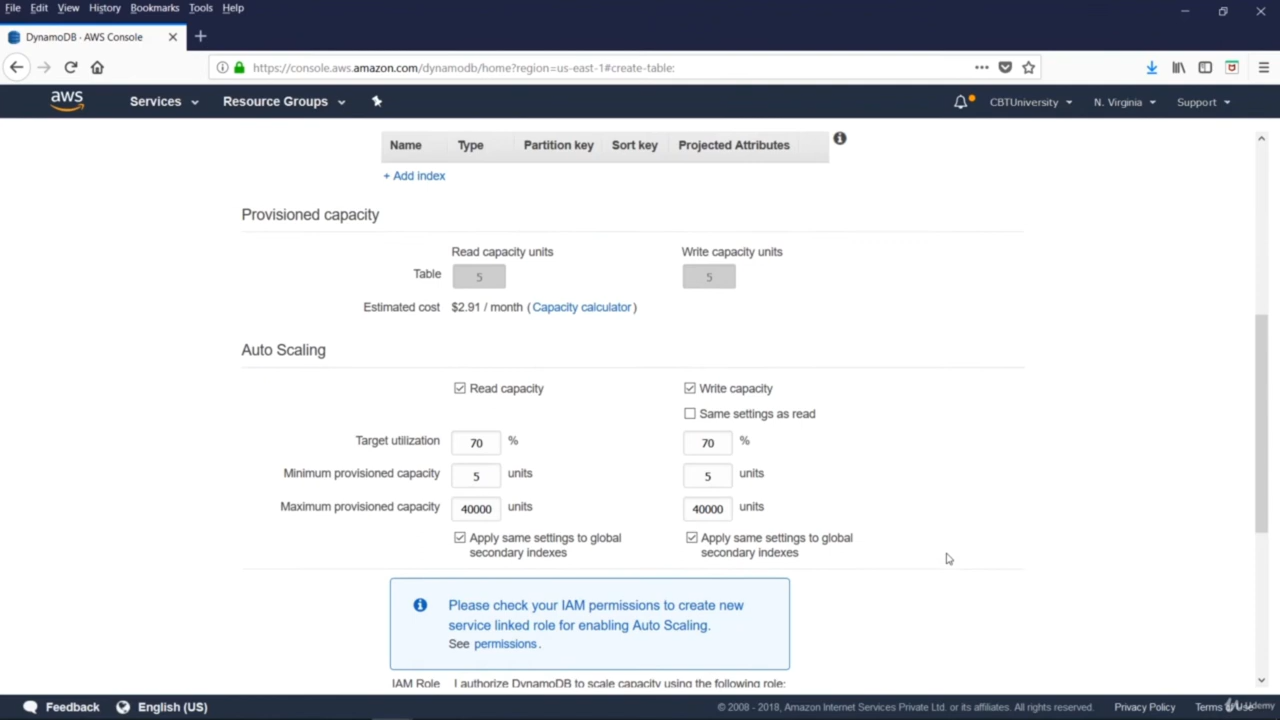 File Edit View History Bookmarks Tools Help
DynamoDB - AWS Console
https://console.aws.amazon.com/dynamodb/home?region=us-east-1#create-table:
aws Services Resource Groups CBTUniversity N. Virginia Support
Name Type Partition key Sort key Projected Attributes
+ Add index
Provisioned capacity
Read capacity units Write capacity units
Table 5 5
Estimated cost $2.91 / month ( Capacity calculator )
Auto Scaling
Read capacity Write capacity
Same settings as read
Target utilization 70 % 70 %
Minimum provisioned capacity 5 units 5 units
Maximum provisioned capacity 40000 units 40000 units
Apply same settings to global Apply same settings to global
secondary indexes secondary indexes
Please check your IAM permissions to create new
service linked role for enabling Auto Scaling.
See permissions.
IAM Role I authorize DynamoDB to scale capacity using the following role:
Feedback English (US) © 2008 - 2018, Amazon Internet Services Private Ltd. or its affiliates. All rights reserved. Privacy Policy Terms Udemy